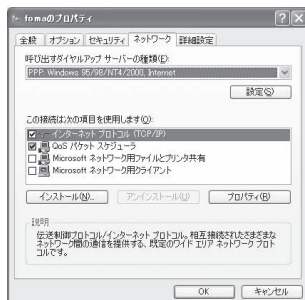 fomaのプロパティ
全般 オプション セキュリティ ネットワーク 詳細設定
呼び出すダイヤルアップ サーバーの種類(E):
PPP: Windows 95/98/NT4/2000, Internet
設定(S)
この接続は次の項目を使用します(O):
インターネット プロトコル (TCP/IP)
QoS パケット スケジューラ
Microsoft ネットワーク用ファイルとプリンタ共有
Microsoft ネットワーク用クライアント
インストール(N)... アンインストール(U) プロパティ(R)
説明
伝送制御プロトコル/インターネット プロトコル。相互接続されたさまざまな
ネットワーク間の通信を提供する、既定のワイド エリア ネットワーク プロト
コルです。
OK キャンセル